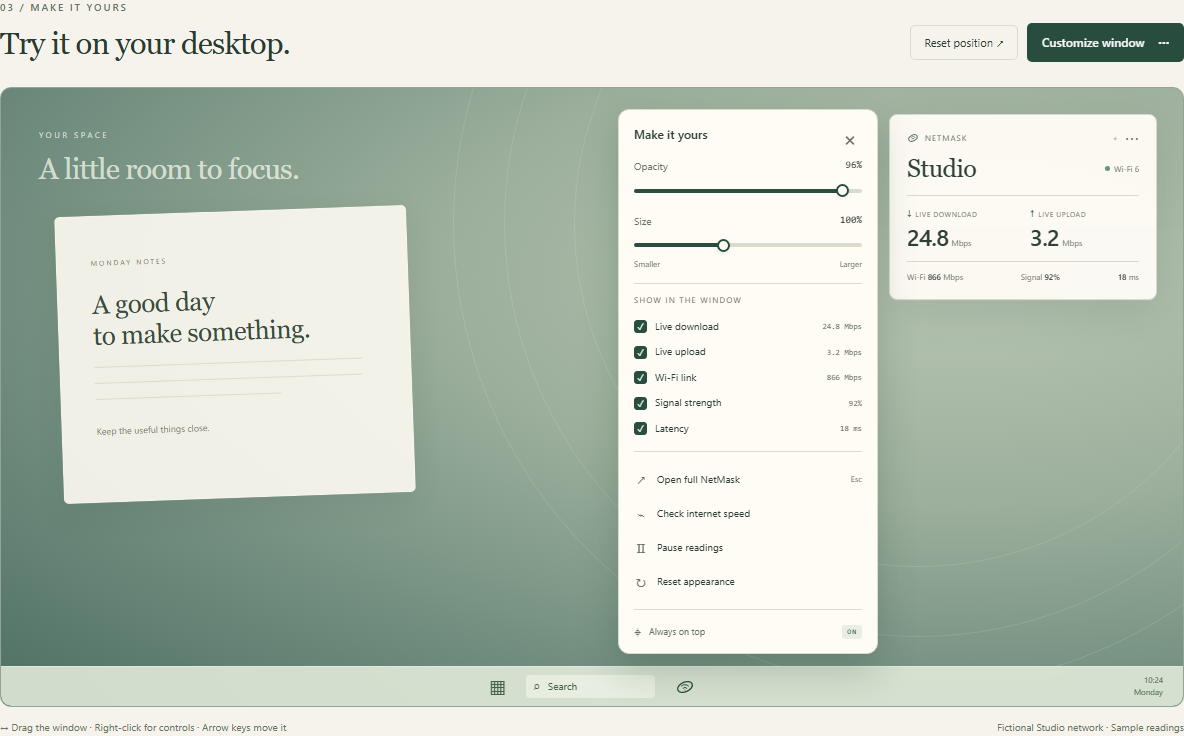 03 / MAKE IT YOURS
Try it on your desktop.
Reset position ↗
Customize window ···
YOUR SPACE
A little room to focus.
MONDAY NOTES
A good day
to make something.
Keep the useful things close.
Make it yours ×
Opacity 96%
Size 100%
Smaller Larger
SHOW IN THE WINDOW
Live download 24.8 Mbps
Live upload 3.2 Mbps
Wi-Fi link 866 Mbps
Signal strength 92%
Latency 18 ms
↗ Open full NetMask Esc
Check internet speed
Pause readings
↻ Reset appearance
Always on top ON
NETMASK ···
Studio Wi-Fi 6
↓ LIVE DOWNLOAD ↑ LIVE UPLOAD
24.8 Mbps 3.2 Mbps
Wi-Fi 866 Mbps Signal 92% 18 ms
Search
10:24
Monday
↔ Drag the window · Right-click for controls · Arrow keys move it
Fictional Studio network · Sample readings